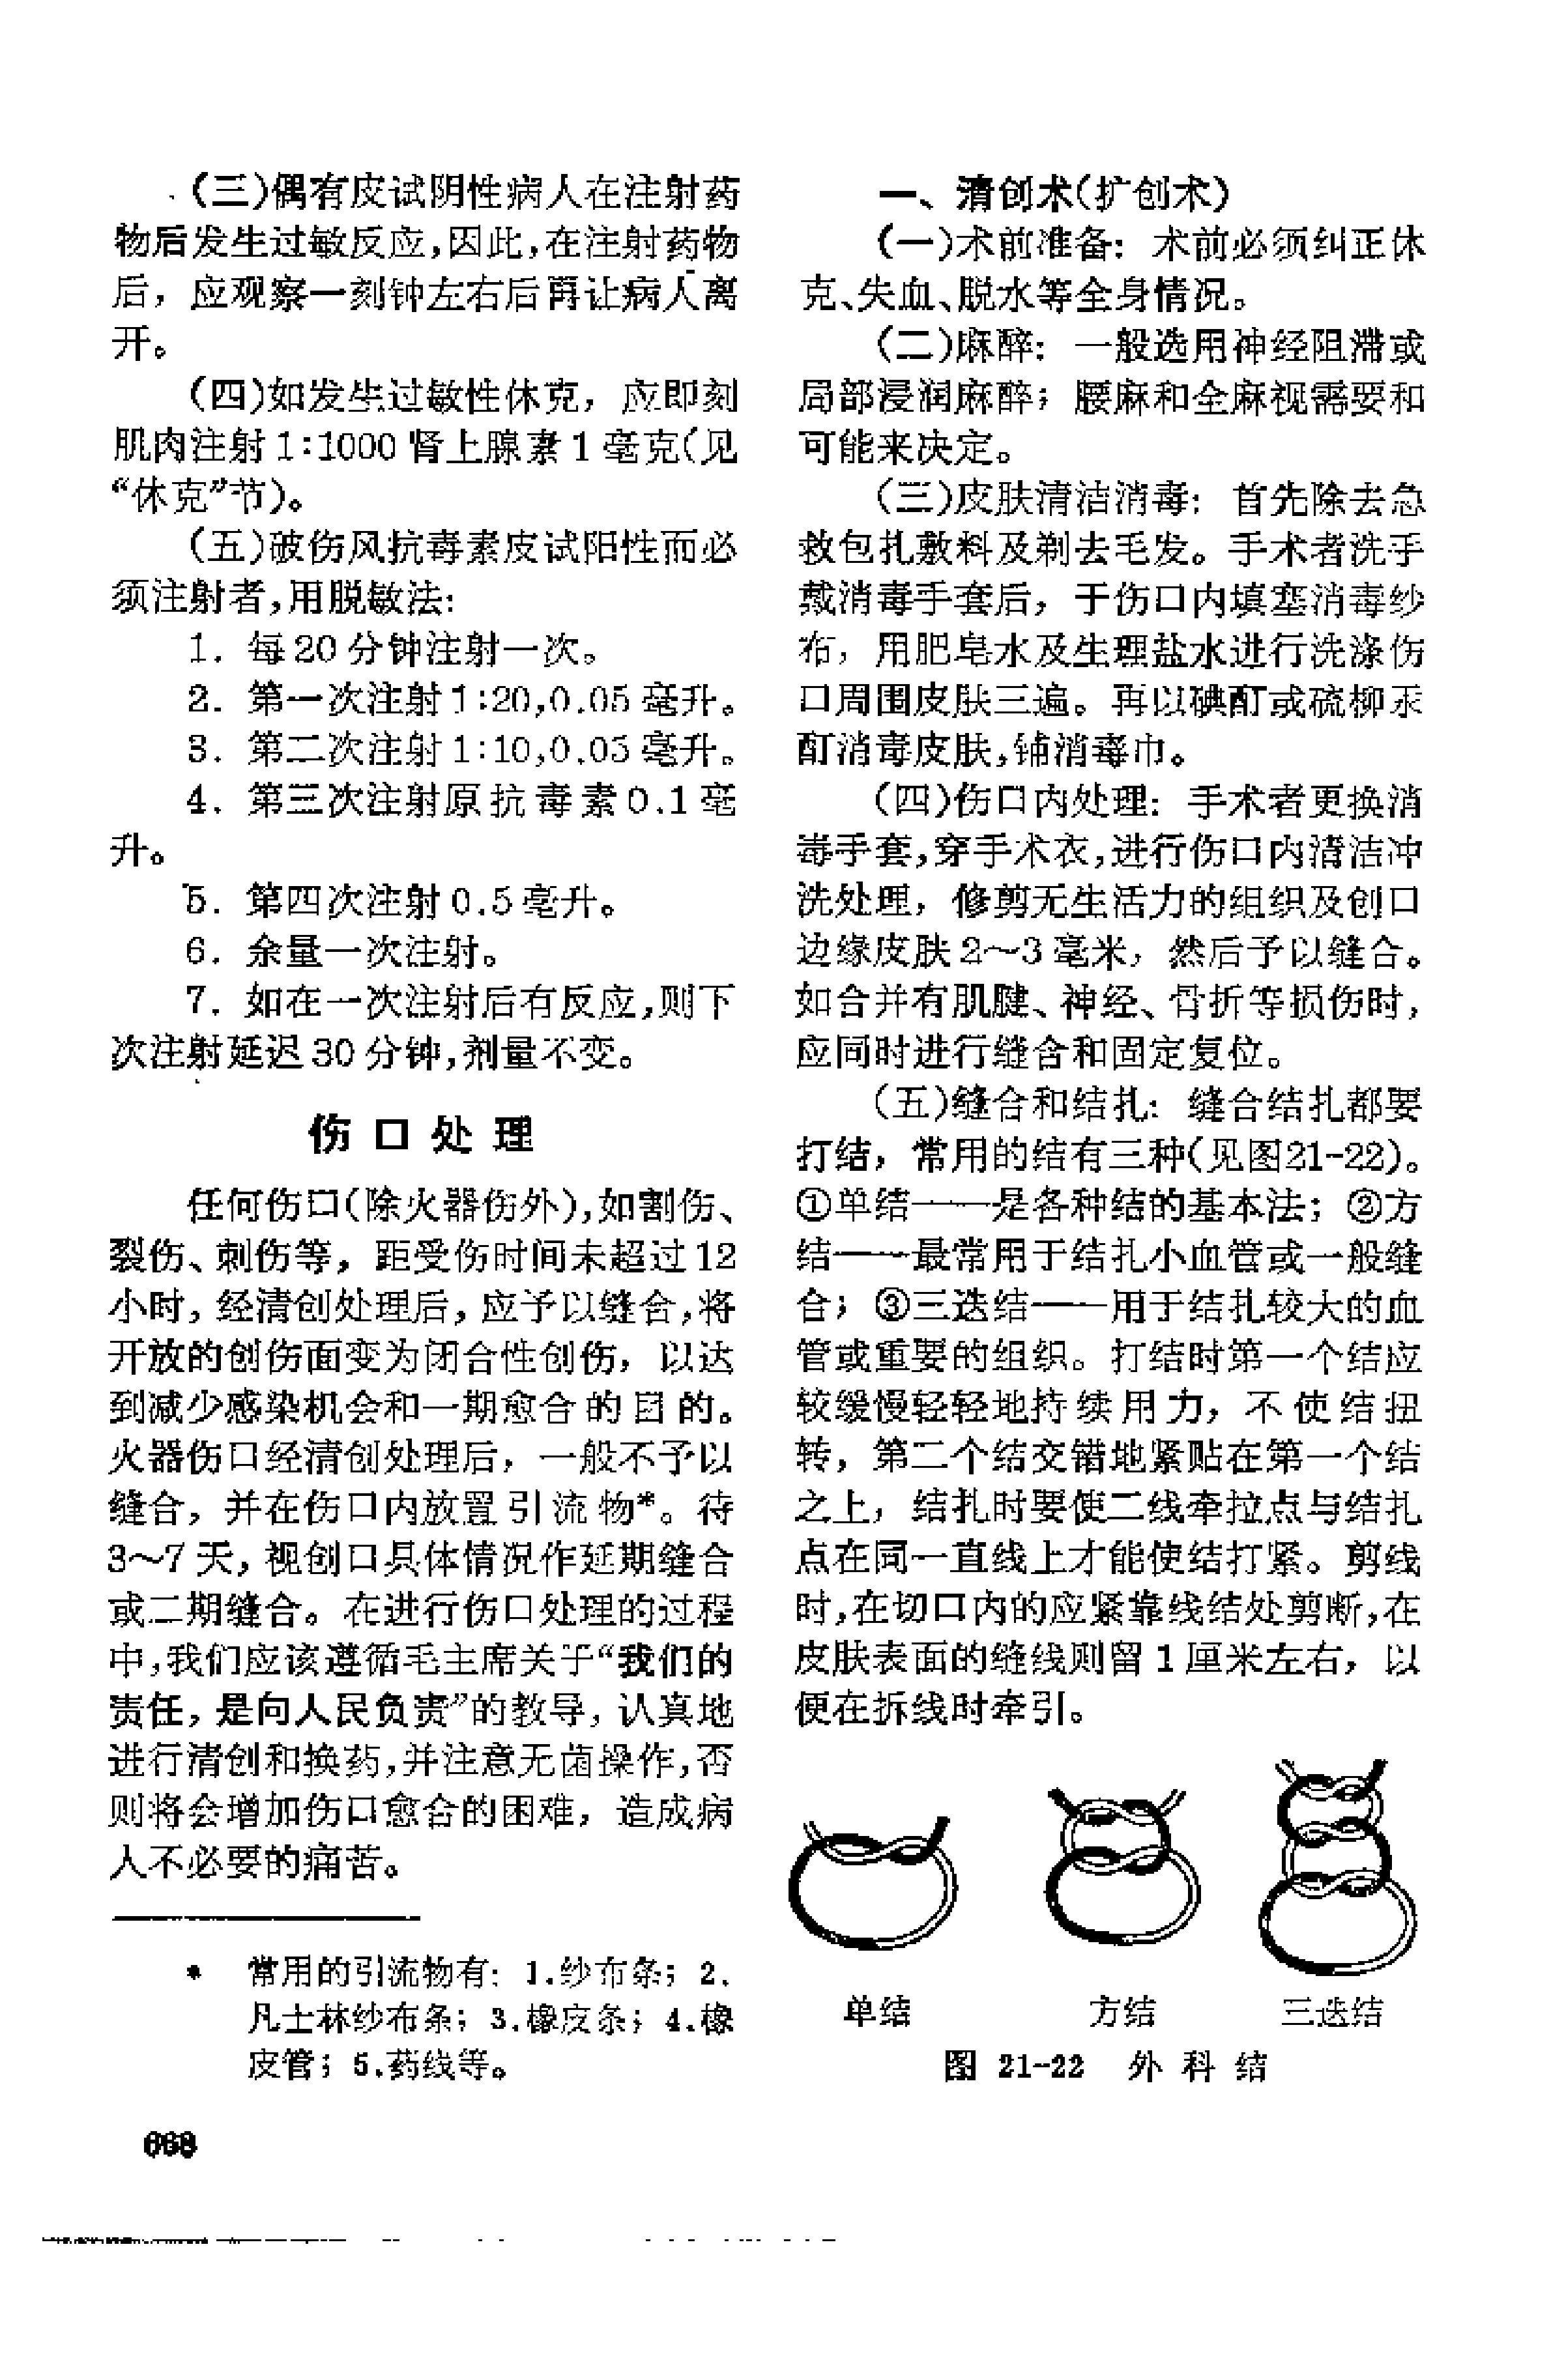 (三)偶有皮试阴性病人在注射药
物后发生过敏反应,因此,在注射药物
后，应观察一刻钟左右后再让病人离
开。
(四)如发生过敏性休克，应即刻
肌肉注射1:1000肾上腺素1毫克(见
“休克”节)。
(五)破伤风抗毒素皮试阳性而必
须注射者,用脱敏法:
1. 每20分钟注射一次。
2. 第一次注射1:20,0.05毫升。
3. 第二次注射1:10,0.05毫升。
4. 第三次注射原抗毒素0.1毫
升。
5. 第四次注射0.5毫升。
6. 余量一次注射。
7. 如在一次注射后有反应,则下
次注射延迟30分钟,剂量不变。
伤口处理
任何伤口(除火器伤外),如割伤、
裂伤、刺伤等，距受伤时间未超过12
小时,经清创处理后,应予以缝合,将
开放的创伤面变为闭合性创伤，以达
到减少感染机会和一期愈合的目的。
火器伤口经清创处理后，一般不予以
缝合，并在伤口内放置引流物*。待
3～7天,视创口具体情况作延期缝合
或二期缝合。在进行伤口处理的过程
中,我们应该遵循毛主席关于“我们的
责任,是向人民负责”的教导,认真地
进行清创和换药,并注意无菌操作,否
则将会增加伤口愈合的困难，造成病
人不必要的痛苦。
* 常用的引流物有: 1.纱布条; 2.
凡士林纱布条; 3.橡皮条; 4.橡
皮管; 5.药线等。
668
一、清创术(扩创术)
(一)术前准备: 术前必须纠正休
克、失血、脱水等全身情况。
(二)麻醉: 一般选用神经阻滞或
局部浸润麻醉; 腰麻和全麻视需要和
可能来决定。
(三)皮肤清洁消毒: 首先除去急
救包扎敷料及剃去毛发。手术者洗手
戴消毒手套后，于伤口内填塞消毒纱
布，用肥皂水及生理盐水进行洗涤伤
口周围皮肤三遍。再以碘酊或硫柳汞
酊消毒皮肤,铺消毒巾。
(四)伤口内处理: 手术者更换消
毒手套,穿手术衣,进行伤口内清洁冲
洗处理，修剪无生活力的组织及创口
边缘皮肤2～3毫米，然后予以缝合。
如合并有肌腱、神经、骨折等损伤时，
应同时进行缝合和固定复位。
(五)缝合和结扎: 缝合结扎都要
打结，常用的结有三种(见图21-22)。
①单结——是各种结的基本法; ②方
结——最常用于结扎小血管或一般缝
合; ③三迭结——用于结扎较大的血
管或重要的组织。打结时第一个结应
较缓慢轻轻地持续用力，不使结扭
转，第二个结交错地紧贴在第一个结
之上，结扎时要使二线牵拉点与结扎
点在同一直线上才能使结打紧。剪线
时,在切口内的应紧靠线结处剪断,在
皮肤表面的缝线则留1厘米左右，以
便在拆线时牵引。
单结 方结 三迭结
图 21-22 外科结